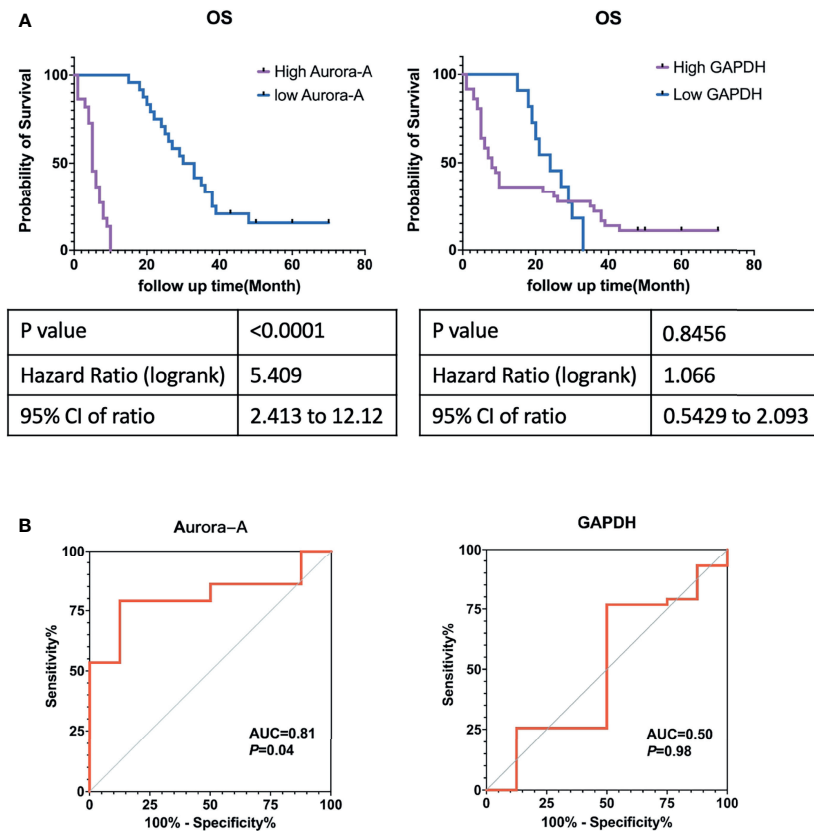 A
OS
High Aurora-A
low Aurora-A
Probability of Survival
100
50
0
0 20 40 60 80
follow up time(Month)
P value <0.0001
Hazard Ratio (logrank) 5.409
95% CI of ratio 2.413 to 12.12
OS
High GAPDH
Low GAPDH
Probability of Survival
100
50
0
0 20 40 60 80
follow up time(Month)
P value 0.8456
Hazard Ratio (logrank) 1.066
95% CI of ratio 0.5429 to 2.093
B
Aurora–A
Sensitivity%
100
75
50
25
0
0 25 50 75 100
100% - Specificity%
AUC=0.81
P=0.04
GAPDH
Sensitivity%
100
75
50
25
0
0 25 50 75 100
100% - Specificity%
AUC=0.50
P=0.98